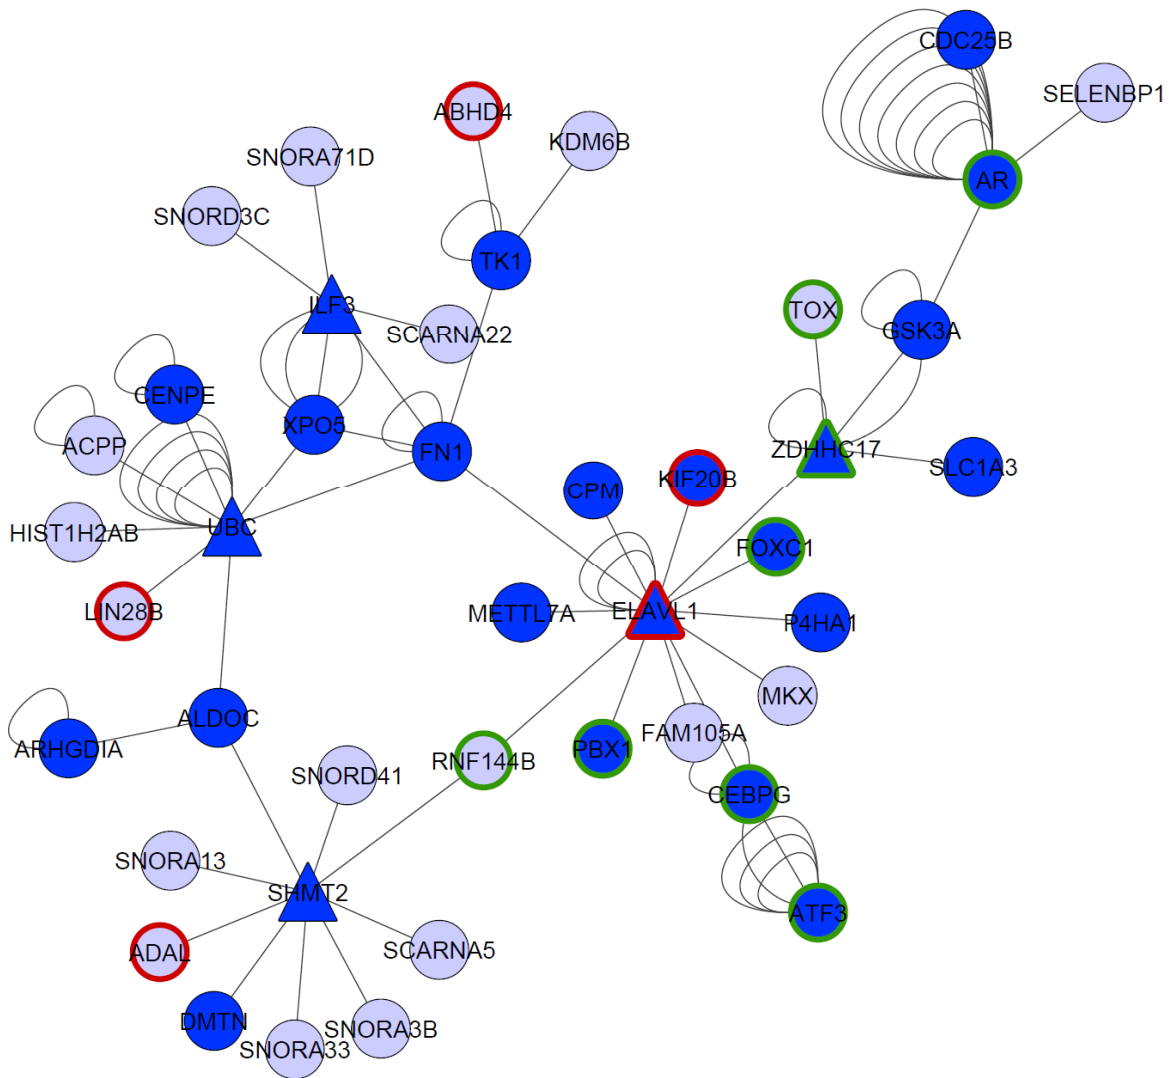 CDC25B
SELENBP1
ABHD4
KDM6B
SNORA71D
AR
SNORD3C
TK1
ILF3
TOX
GSK3A
SCARNA22
CENPE
XPO5
ACPP
FN1
ZDHHC17
SLC1A3
KIF20B
CPM
UBC
HIST1H2AB
FOXC1
LIN28B
METTL7A
ELAVL1
P4HA1
MKX
ALDOC
FAM105A
ARHGDIA
PBX1
RNF144B
SNORD41
CEBPG
SNORA13
SHMT2
ATF3
ADAL
SCARNA5
DMTN
SNORA3B
SNORA33